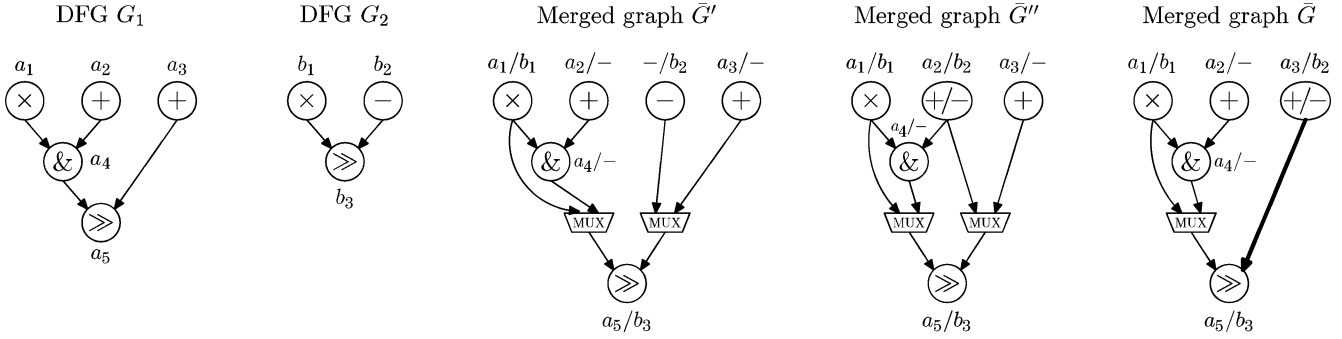 DFG G₁ DFG G₂ Merged graph Ḡ′ Merged graph Ḡ″ Merged graph Ḡ
a₁ a₂ a₃ b₁ b₂ a₁/b₁ a₂/− −/b₂ a₃/− a₁/b₁ a₂/b₂ a₃/− a₁/b₁ a₂/− a₃/b₂
× + + × − × + − + × +/− + × + +/−
a₄/−
& a₄ ≫ & a₄/− & & a₄/−
b₃
≫ MUX MUX MUX MUX MUX
a₅
≫ ≫ ≫
a₅/b₃ a₅/b₃ a₅/b₃